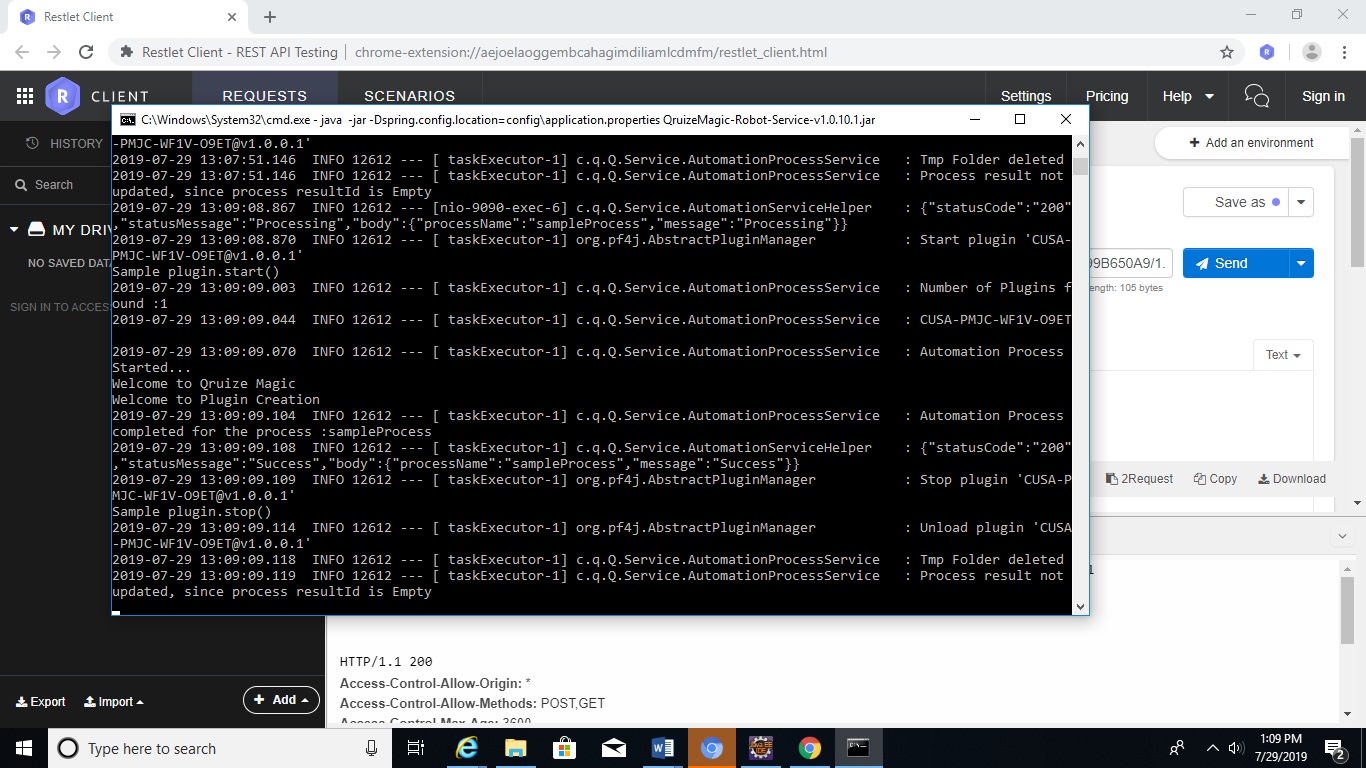 Restlet Client
Restlet Client - REST API Testing | chrome-extension://aejoelaoggembcahagimdiliamlcdmfm/restlet_client.html
R CLIENT REQUESTS SCENARIOS Settings Pricing Help Sign in
C:\Windows\System32\cmd.exe - java -jar -Dspring.config.location=config\application.properties QruizeMagic-Robot-Service-v1.0.10.1.jar
HISTORY
Search
MY DRI
NO SAVED DATA
SIGN IN TO ACCES
-PMJC-WF1V-O9ET@v1.0.0.1'
2019-07-29 13:07:51.146  INFO 12612 --- [ taskExecutor-1] c.q.Q.Service.AutomationProcessService   : Tmp Folder deleted
2019-07-29 13:07:51.146  INFO 12612 --- [ taskExecutor-1] c.q.Q.Service.AutomationProcessService   : Process result not
updated, since process resultId is Empty
2019-07-29 13:09:08.867  INFO 12612 --- [nio-9090-exec-6] c.q.Q.Service.AutomationServiceHelper    : {"statusCode":"200"
,"statusMessage":"Processing","body":{"processName":"sampleProcess","message":"Processing"}}
2019-07-29 13:09:08.870  INFO 12612 --- [ taskExecutor-1] org.pf4j.AbstractPluginManager           : Start plugin 'CUSA-
PMJC-WF1V-O9ET@v1.0.0.1'
Sample plugin.start()
2019-07-29 13:09:09.003  INFO 12612 --- [ taskExecutor-1] c.q.Q.Service.AutomationProcessService   : Number of Plugins f
ound :1
2019-07-29 13:09:09.044  INFO 12612 --- [ taskExecutor-1] c.q.Q.Service.AutomationProcessService   : CUSA-PMJC-WF1V-O9ET
2019-07-29 13:09:09.070  INFO 12612 --- [ taskExecutor-1] c.q.Q.Service.AutomationProcessService   : Automation Process
Started...
Welcome to Qruize Magic
Welcome to Plugin Creation
2019-07-29 13:09:09.104  INFO 12612 --- [ taskExecutor-1] c.q.Q.Service.AutomationProcessService   : Automation Process
completed for the process :sampleProcess
2019-07-29 13:09:09.108  INFO 12612 --- [ taskExecutor-1] c.q.Q.Service.AutomationServiceHelper    : {"statusCode":"200"
,"statusMessage":"Success","body":{"processName":"sampleProcess","message":"Success"}}
2019-07-29 13:09:09.109  INFO 12612 --- [ taskExecutor-1] org.pf4j.AbstractPluginManager           : Stop plugin 'CUSA-P
MJC-WF1V-O9ET@v1.0.0.1'
Sample plugin.stop()
2019-07-29 13:09:09.114  INFO 12612 --- [ taskExecutor-1] org.pf4j.AbstractPluginManager           : Unload plugin 'CUSA
-PMJC-WF1V-O9ET@v1.0.0.1'
2019-07-29 13:09:09.118  INFO 12612 --- [ taskExecutor-1] c.q.Q.Service.AutomationProcessService   : Tmp Folder deleted
2019-07-29 13:09:09.119  INFO 12612 --- [ taskExecutor-1] c.q.Q.Service.AutomationProcessService   : Process result not
updated, since process resultId is Empty
+ Add an environment
Save as
99B650A9/1. Send
ength: 105 bytes
Text
2Request Copy Download
HTTP/1.1 200
Access-Control-Allow-Origin: *
Access-Control-Allow-Methods: POST,GET
Access-Control-Max-Age: 3600
Export Import + Add
Type here to search
1:09 PM
7/29/2019
2